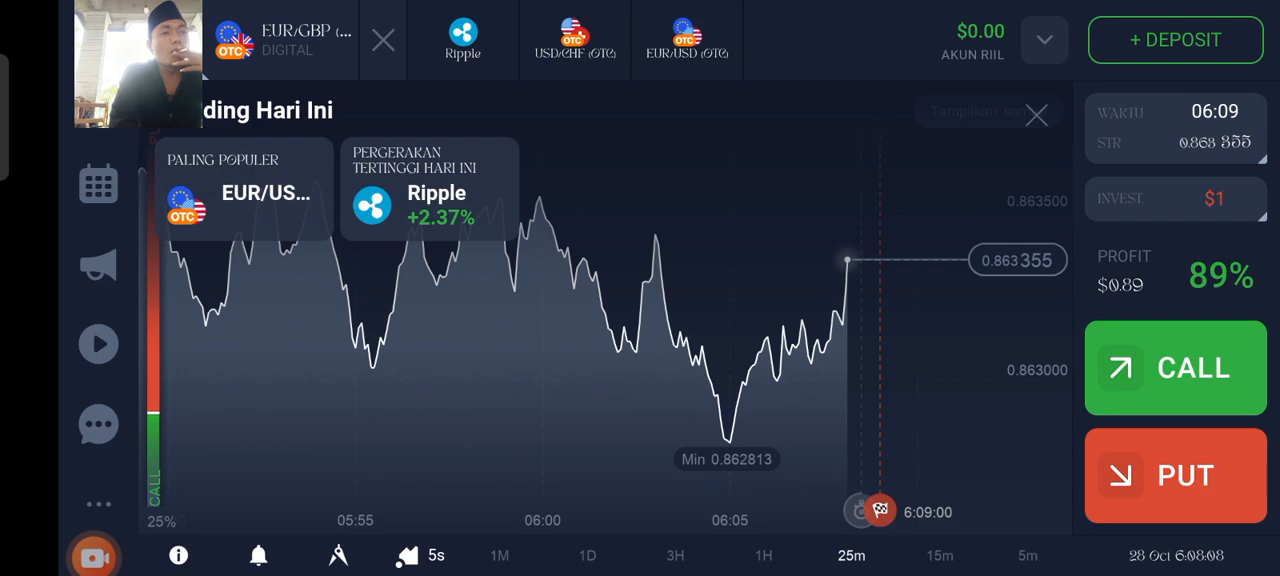 EUR/GBP (...
DIGITAL
OTC
Ripple
OTC
USD/CHF (OTC)
OTC
EUR/USD (OTC)
$0.00
AKUN RIIL
+ DEPOSIT
ding Hari Ini
PALING POPULER
OTC
EUR/US...
PERGERAKAN
TERTINGGI HARI INI
Ripple
+2.37%
WAKTU 06:09
STR 0.863 355
INVEST. $1
PROFIT
$0.89
89%
CALL
PUT
0.863500
0.863355
0.863000
Min 0.862813
CALL
25%
05:55
06:00
06:05
6:09:00
5s
1M
1D
3H
1H
25m
15m
5m
28 Oct 6:08:08